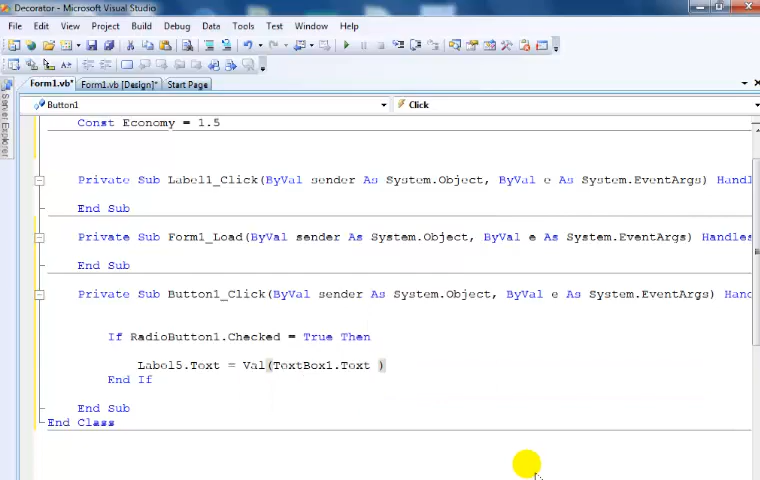 Decorator - Microsoft Visual Studio
File Edit View Project Build Debug Data Tools Test Window Help
Form1.vb* Form1.vb [Design]* Start Page
Button1 Click
Server Explorer
Const Economy = 1.5
Private Sub Label1_Click(ByVal sender As System.Object, ByVal e As System.EventArgs) Handl
End Sub
Private Sub Form1_Load(ByVal sender As System.Object, ByVal e As System.EventArgs) Handles
End Sub
Private Sub Button1_Click(ByVal sender As System.Object, ByVal e As System.EventArgs) Hand
If RadioButton1.Checked = True Then
Label5.Text = Val(TextBox1.Text )
End If
End Sub
End Class